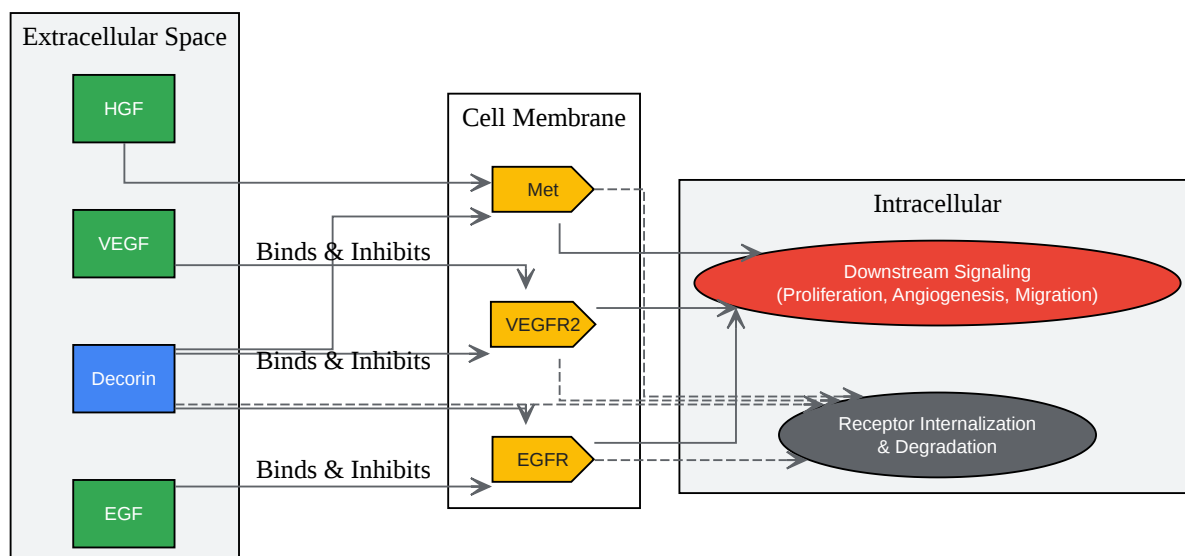 Extracellular Space
HGF
Cell Membrane
Met
Intracellular
VEGF
Binds & Inhibits
Downstream Signaling
(Proliferation, Angiogenesis, Migration)
VEGFR2
Decorin
Binds & Inhibits
Receptor Internalization
& Degradation
EGFR
Binds & Inhibits
EGF